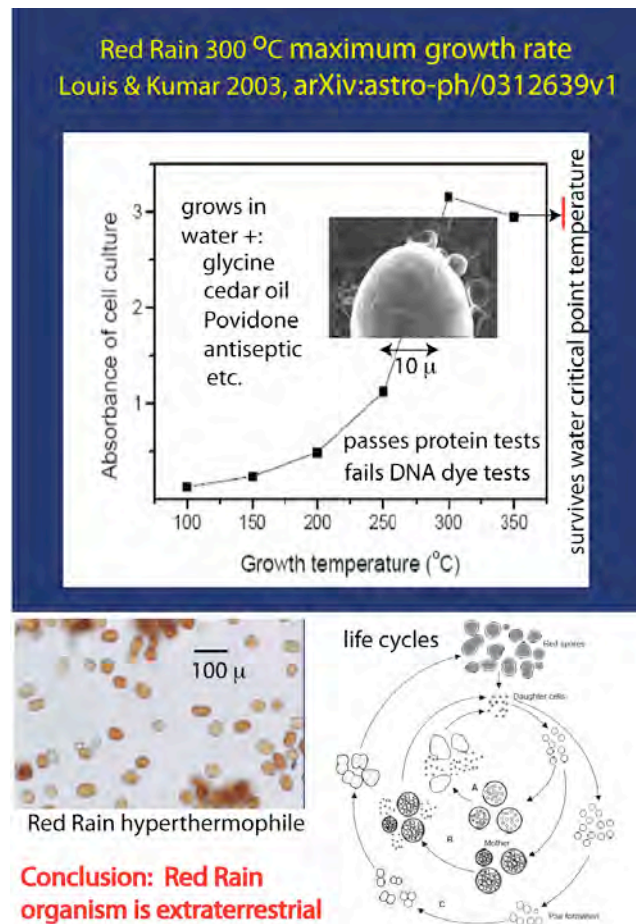 Red Rain 300 °C maximum growth rate
Louis & Kumar 2003, arXiv:astro-ph/0312639v1
Absorbance of cell culture
3
2
1
grows in
water +:
glycine
cedar oil
Povidone
antiseptic
etc.
10 μ
passes protein tests
fails DNA dye tests
100
150
200
250
300
350
Growth temperature (°C)
survives water critical point temperature
100 μ
Red Rain hyperthermophile
life cycles
Red spores
Daughter cells
A
B
Mother
C
Pair formation
Conclusion: Red Rain
organism is extraterrestrial